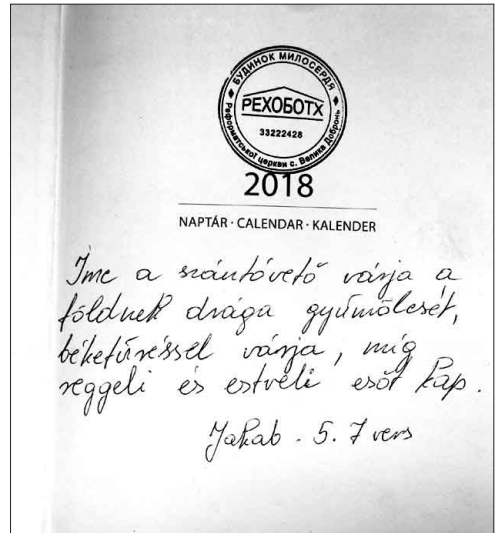 БУДИНОК МИЛОСЕРДЯ
РЕХОБОТХ
33222428
Реформатської церкви с. Велика Добронь
2018
NAPTÁR · CALENDAR · KALENDER
Íme a szántóvető várja a
földnek drága gyümölcsét,
béketűréssel várja, míg
reggeli és estveli esőt kap.
Jakab - 5. 7 vers